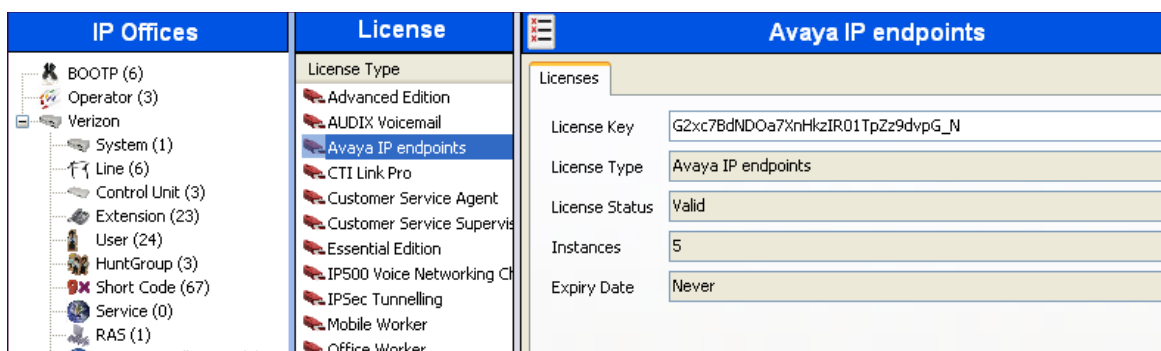 IP Offices
BOOTP (6)
Operator (3)
Verizon
System (1)
Line (6)
Control Unit (3)
Extension (23)
User (24)
HuntGroup (3)
Short Code (67)
Service (0)
RAS (1)
License
License Type
Advanced Edition
AUDIX Voicemail
Avaya IP endpoints
CTI Link Pro
Customer Service Agent
Customer Service Supervis
Essential Edition
IP500 Voice Networking Ch
IPSec Tunnelling
Mobile Worker
Office Worker
Avaya IP endpoints
Licenses
License Key G2xc7BdNDOa7XnHkzIR01TpZz9dvpG_N
License Type Avaya IP endpoints
License Status Valid
Instances 5
Expiry Date Never